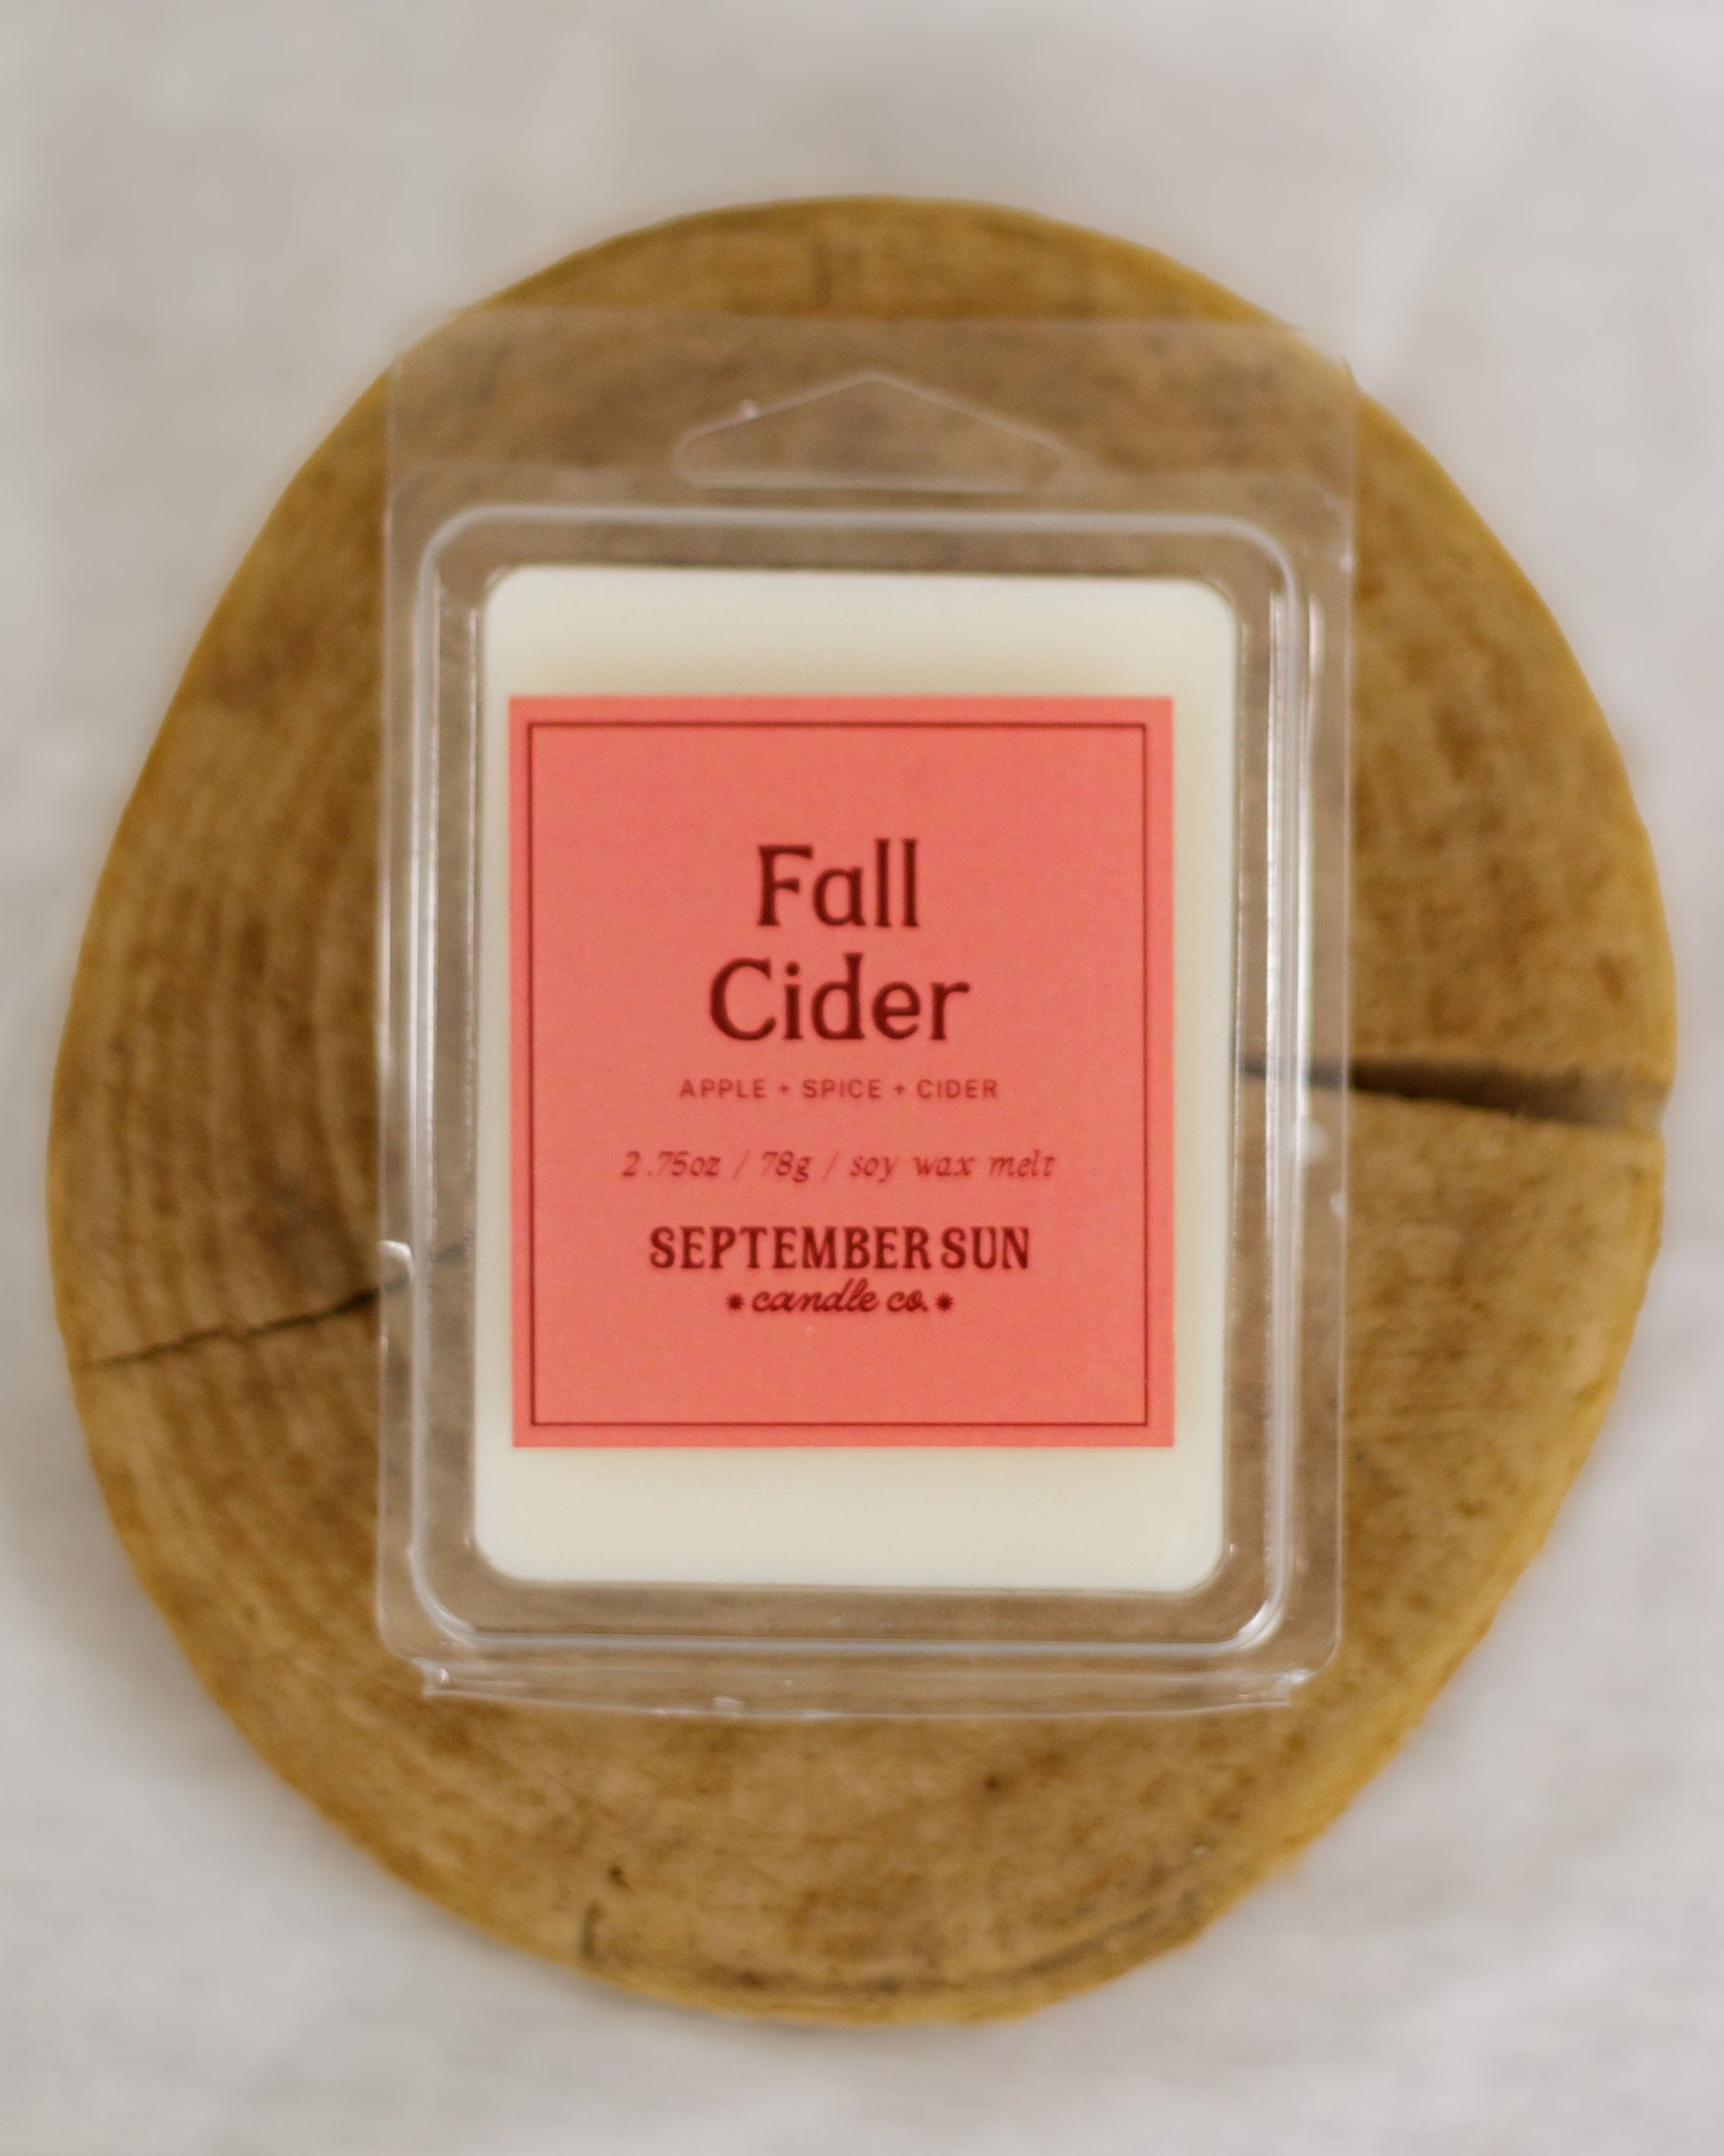 Fall
Cider
APPLE + SPICE + CIDER
2.75oz / 78g / soy wax melt
SEPTEMBER SUN
* candle co. *